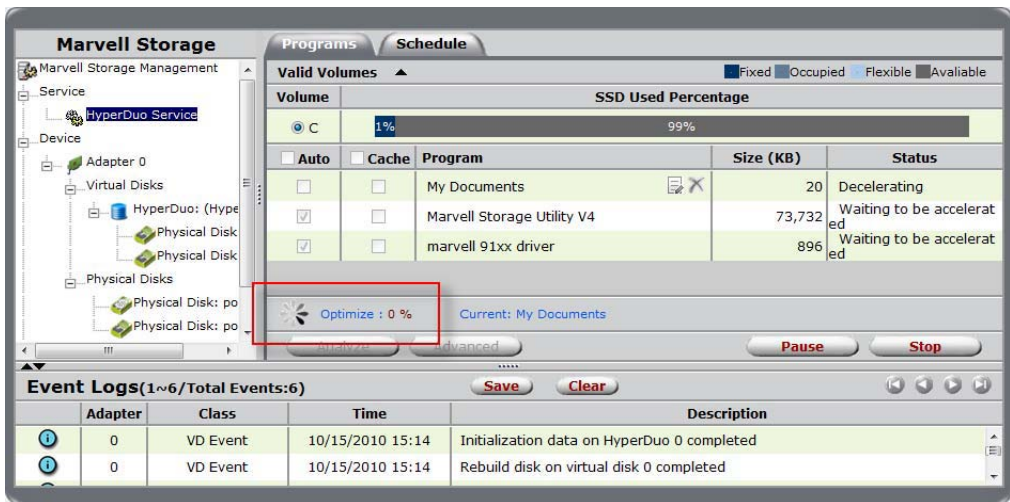 Marvell Storage
Marvell Storage Management
Service
HyperDuo Service
Device
Adapter 0
Virtual Disks
HyperDuo: (Hype
Physical Disk
Physical Disk
Physical Disks
Physical Disk: po
Physical Disk: po
Programs Schedule
Valid Volumes Fixed Occupied Flexible Avaliable
Volume SSD Used Percentage
C 1% 99%
Auto Cache Program Size (KB) Status
My Documents 20 Decelerating
Marvell Storage Utility V4 73,732 Waiting to be accelerat
ed
marvell 91xx driver 896 Waiting to be accelerat
ed
Optimize : 0 % Current: My Documents
Analyze Advanced Pause Stop
Event Logs(1~6/Total Events:6) Save Clear
Adapter Class Time Description
0 VD Event 10/15/2010 15:14 Initialization data on HyperDuo 0 completed
0 VD Event 10/15/2010 15:14 Rebuild disk on virtual disk 0 completed